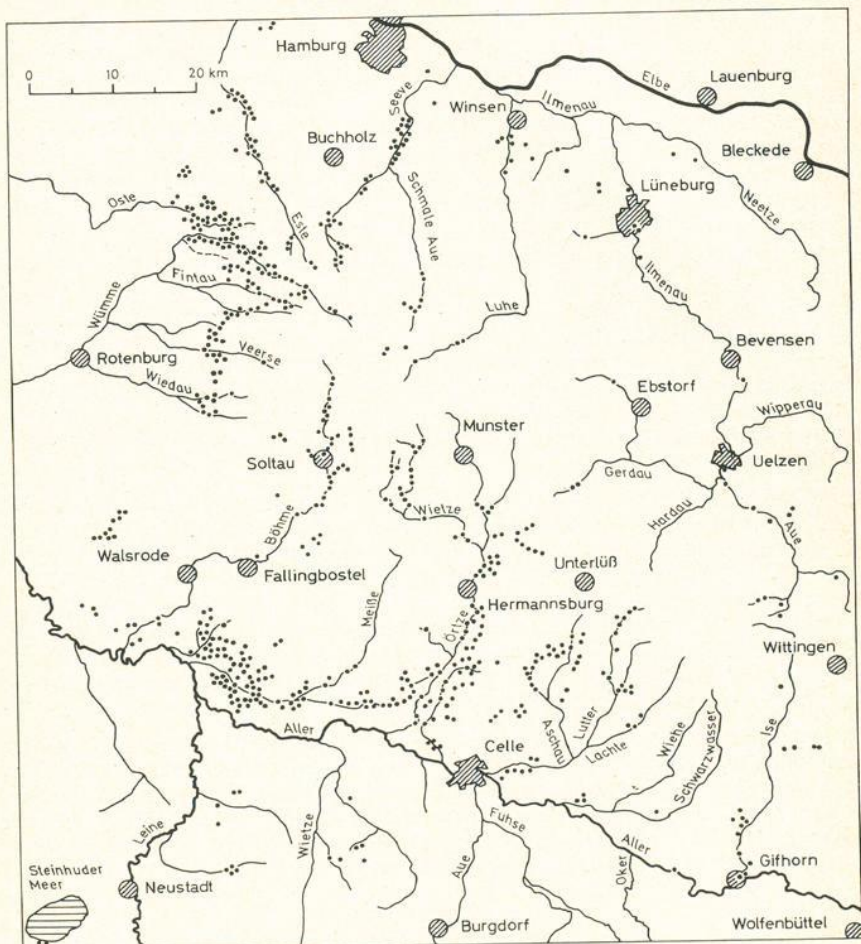 Hamburg
0 10 20 km
Elbe
Lauenburg
Seeve
Winsen
Ilmenau
Buchholz
Bleckede
Oste
Este
Schmale Aue
Lüneburg
Neetze
Fintau
Wümme
Luhe
Ilmenau
Rotenburg
Veerse
Wiedau
Bevensen
Ebstorf
Wipperau
Munster
Soltau
Uelzen
Gerdau
Wietze
Hardau
Böhme
Aue
Walsrode
Fallingbostel
Unterlüß
Meiße
Hermannsburg
Örtze
Wittingen
Aller
Aschau
Lutter
Lachte
Wiehe
Schwarzwasser
Ise
Celle
Leine
Wietze
Fuhse
Aue
Aller
Oker
Steinhuder
Meer
Neustadt
Gifhorn
Burgdorf
Wolfenbüttel